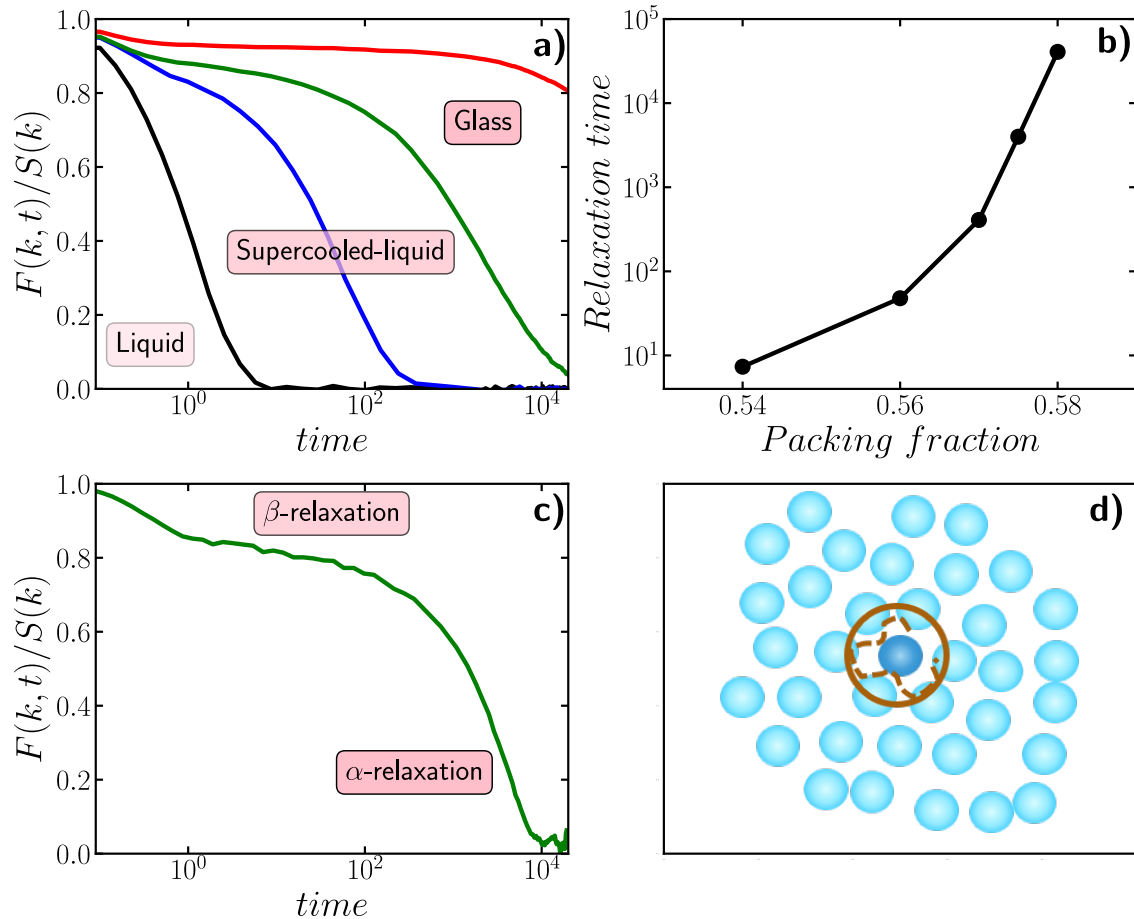 a)
F(k, t)/S(k)
1.0
0.8
0.6
0.4
0.2
0.0
Glass
Supercooled-liquid
Liquid
10^0
10^2
10^4
time
b)
Relaxation time
10^5
10^4
10^3
10^2
10^1
0.54
0.56
0.58
Packing fraction
c)
F(k, t)/S(k)
1.0
0.8
0.6
0.4
0.2
0.0
β-relaxation
α-relaxation
10^0
10^2
10^4
time
d)